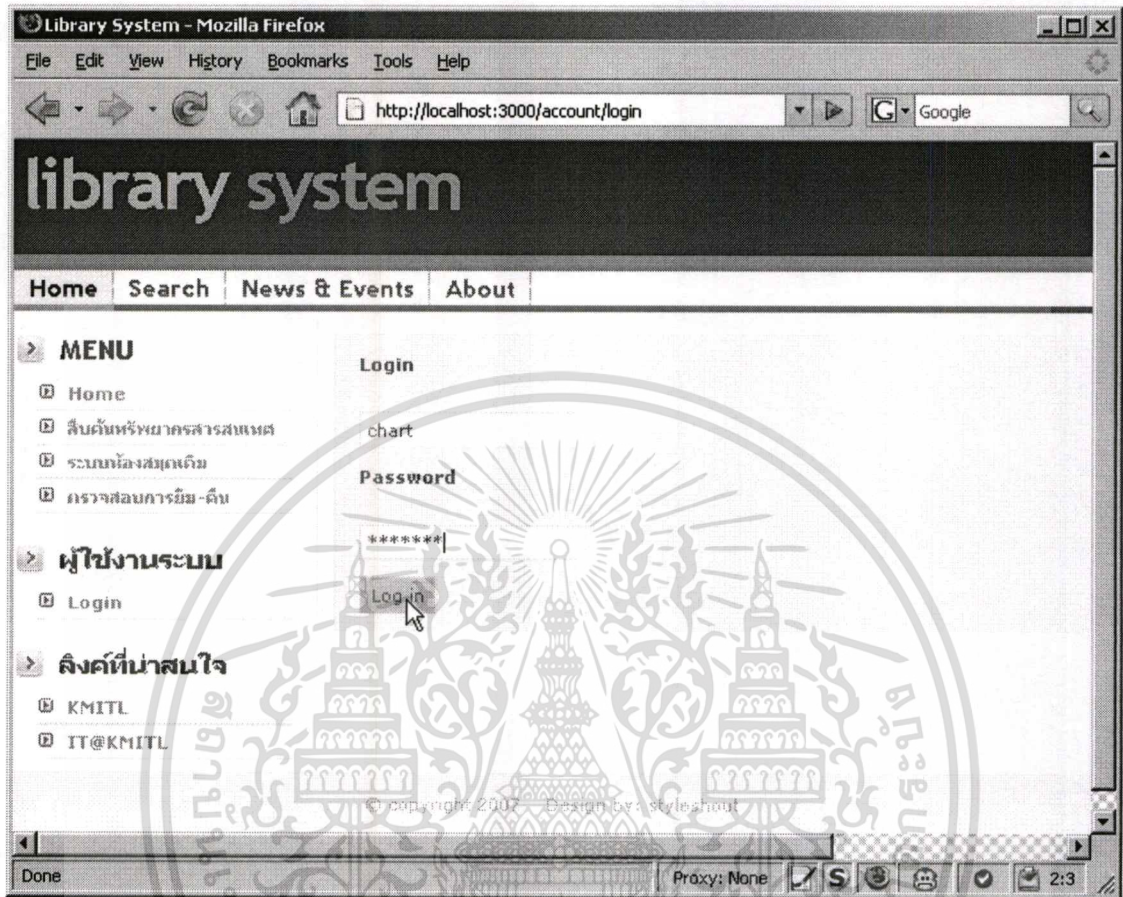 Library System - Mozilla Firefox
File Edit View History Bookmarks Tools Help
http://localhost:3000/account/login
G Google
library system
Home Search News & Events About
MENU
Home
สืบค้นทรัพยากรสารสนเทศ
ระบบห้องสมุดเดิม
ตรวจสอบการยืม-คืน
ผู้ใช้งานระบบ
Login
ลิงค์ที่น่าสนใจ
KMITL
IT@KMITL
Login
chart
Password
*******
Log in
© copyright 2007 Design by: styleshout
Done
Proxy: None
S
2:3